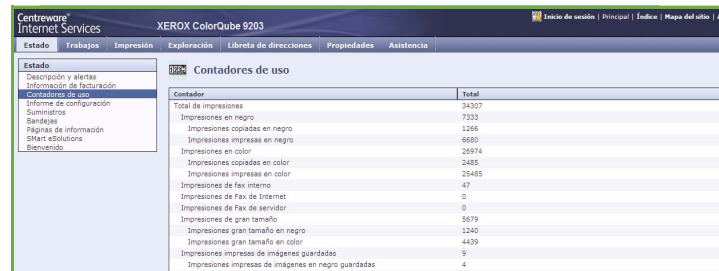 Centreware®
Internet Services
XEROX ColorQube 9203
Inicio de sesión | Principal | Índice | Mapa del sitio |
Estado Trabajos Impresión Exploración Libreta de direcciones Propiedades Asistencia
Estado
Descripción y alertas
Información de facturación
Contadores de uso
Informe de configuración
Suministros
Bandejas
Páginas de información
SMart eSolutions
Bienvenido
Contadores de uso
Contador Total
Total de impresiones 34307
Impresiones en negro 7333
Impresiones copiadas en negro 1266
Impresiones impresas en negro 6680
Impresiones en color 26974
Impresiones copiadas en color 2485
Impresiones impresas en color 25485
Impresiones de fax interno 47
Impresiones de Fax de Internet 0
Impresiones de Fax de servidor 0
Impresiones de gran tamaño 5679
Impresiones gran tamaño en negro 1240
Impresiones gran tamaño en color 4439
Impresiones impresas de imágenes guardadas 9
Impresiones impresas de imágenes en negro guardadas 4